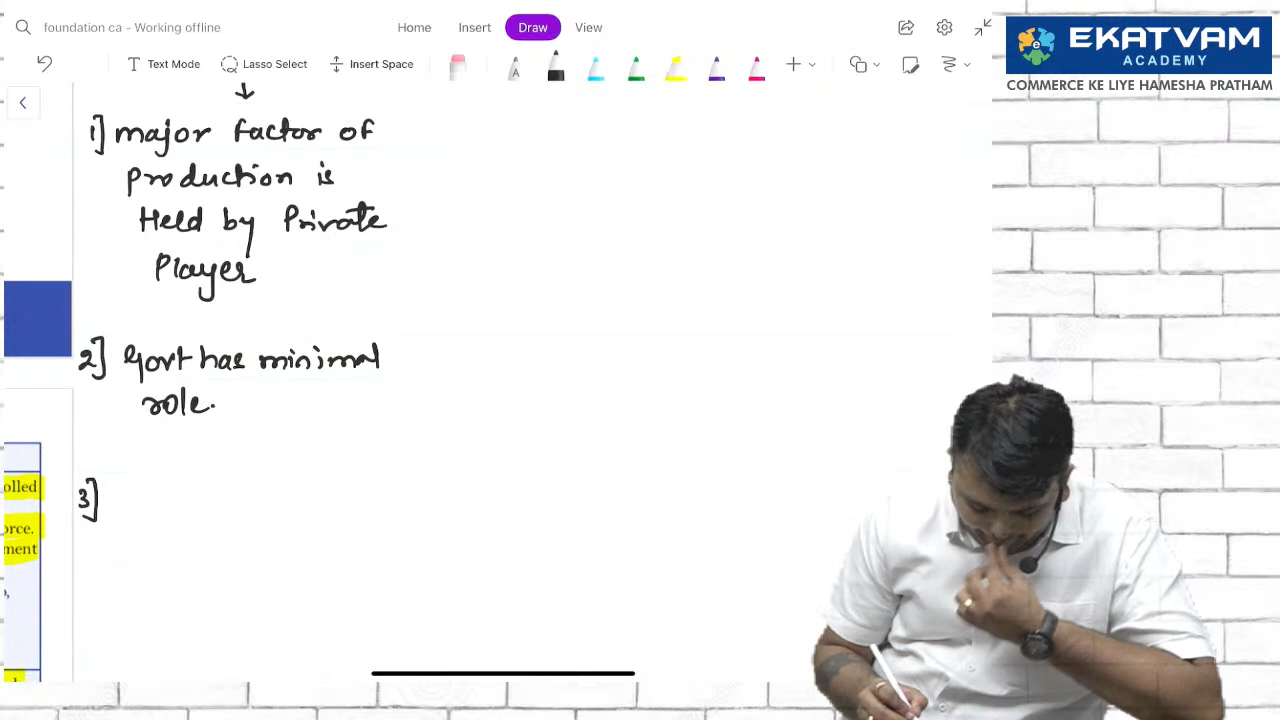 foundation ca - Working offline
Home
Insert
Draw
View
Text Mode
Lasso Select
Insert Space
A
e
EKATVAM
ACADEMY
COMMERCE KE LIYE HAMESHA PRATHAM
1] major factor of
production is
Held by Private
Player
2] Govt has minimal
role.
3]
olled
orce.
ment